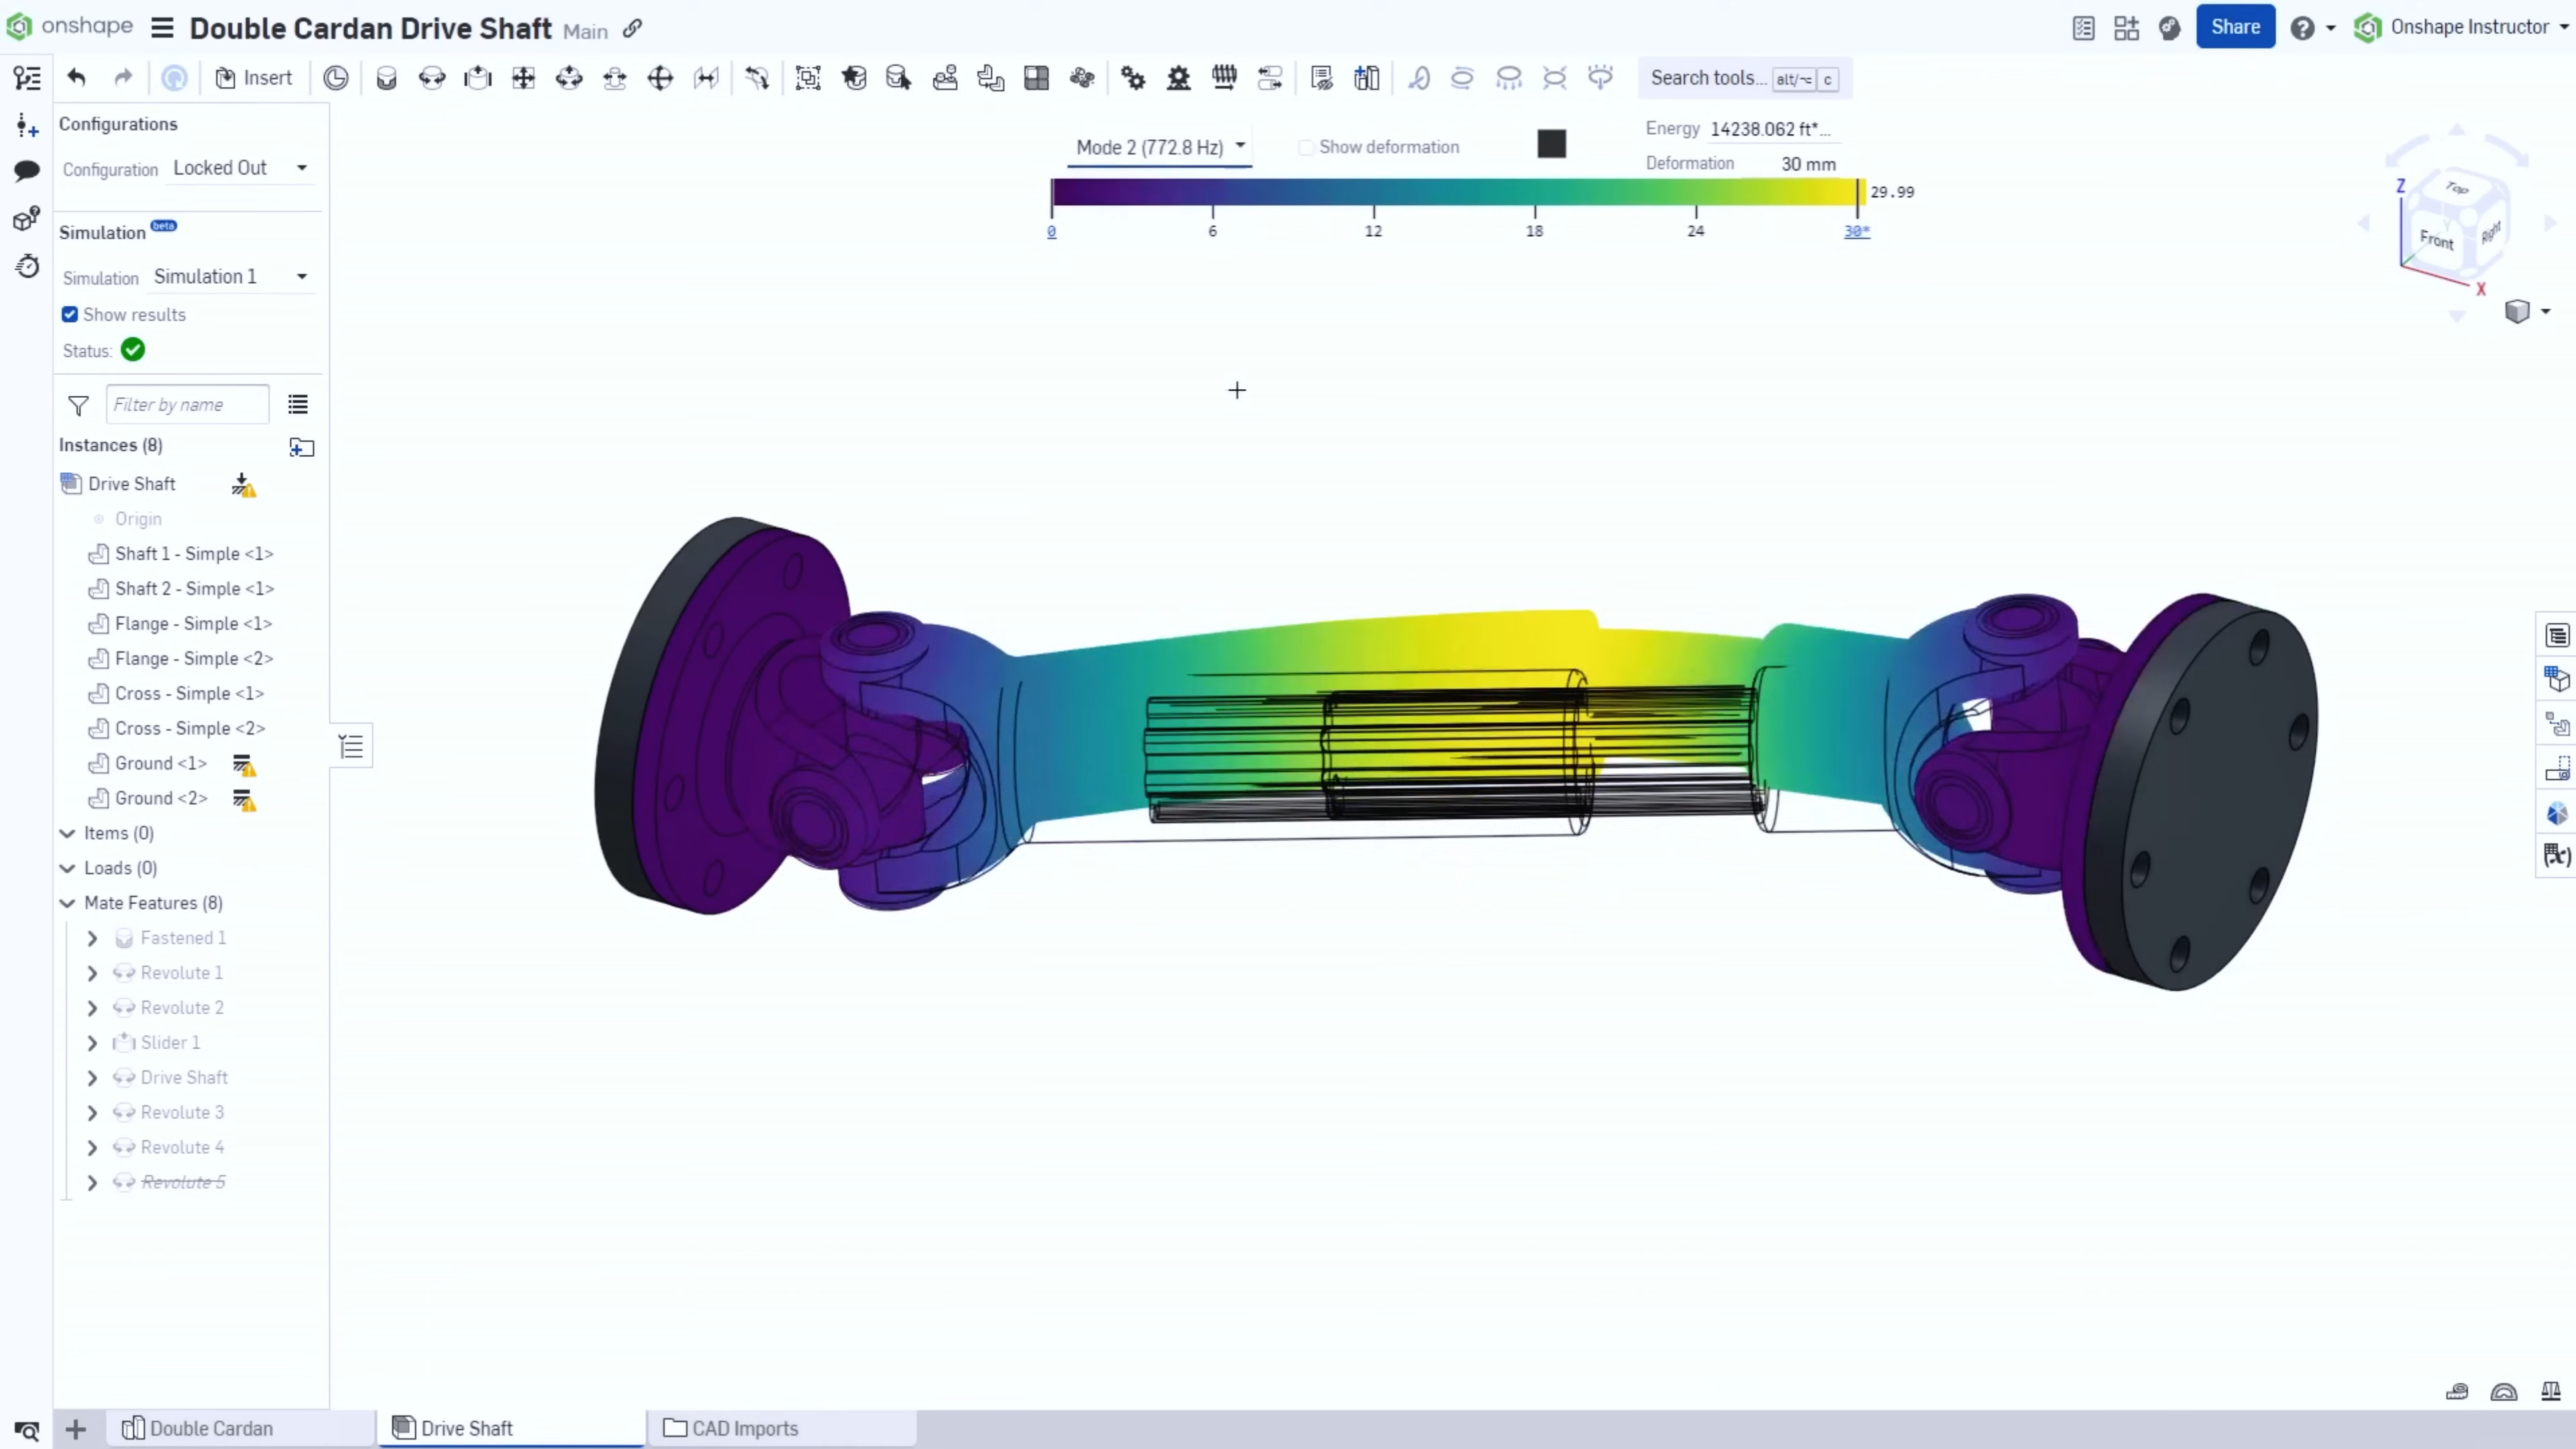 onshape
Double Cardan Drive Shaft Main
Share
Onshape Instructor
Insert
Search tools... alt/⌥ c
Configurations
Configuration Locked Out
Simulation beta
Simulation Simulation 1
Show results
Status:
Filter by name
Instances (8)
Drive Shaft
Origin
Shaft 1 - Simple <1>
Shaft 2 - Simple <1>
Flange - Simple <1>
Flange - Simple <2>
Cross - Simple <1>
Cross - Simple <2>
Ground <1>
Ground <2>
Items (0)
Loads (0)
Mate Features (8)
Fastened 1
Revolute 1
Revolute 2
Slider 1
Drive Shaft
Revolute 3
Revolute 4
Revolute 5
Mode 2 (772.8 Hz)
Show deformation
Energy 14238.062 ft*...
Deformation 30 mm
29.99
0 6 12 18 24 30*
Z
Top
Front
Right
X
Double Cardan
Drive Shaft
CAD Imports